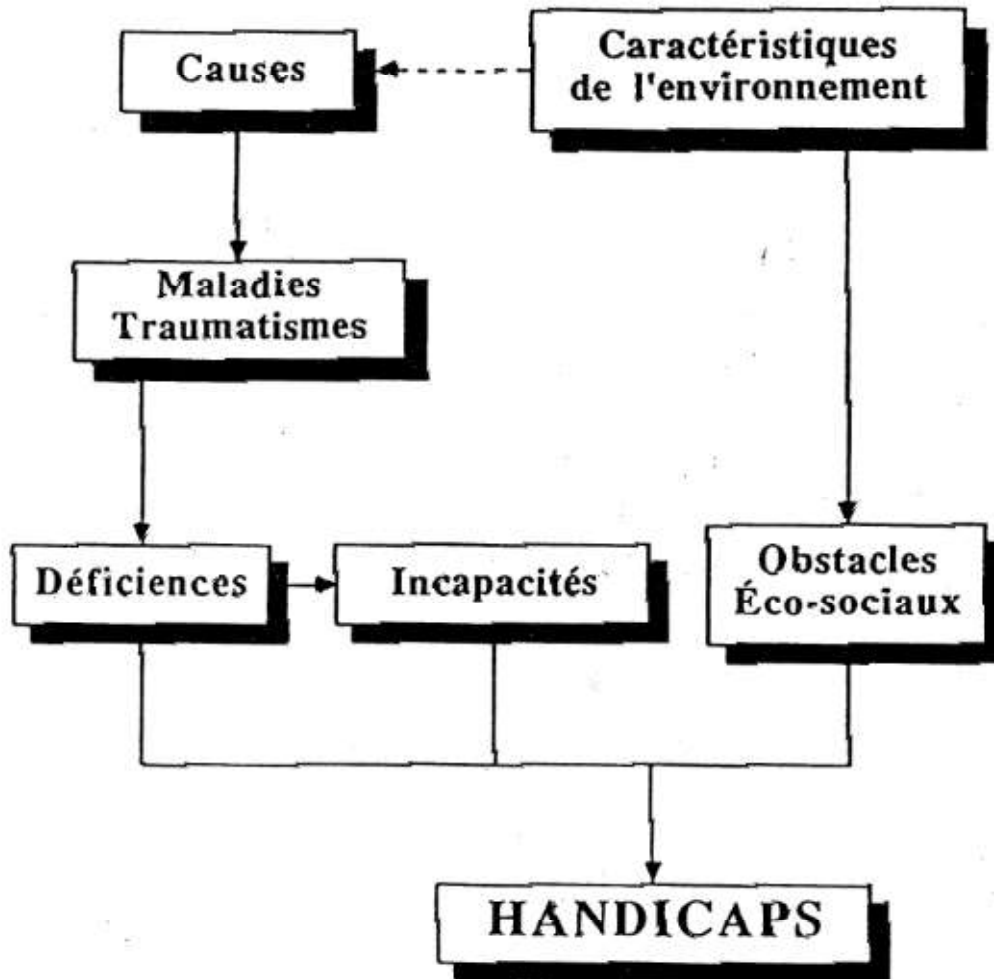 Causes
Caractéristiques
de l'environnement
Maladies
Traumatismes
Déficiences
Incapacités
Obstacles
Éco-sociaux
HANDICAPS